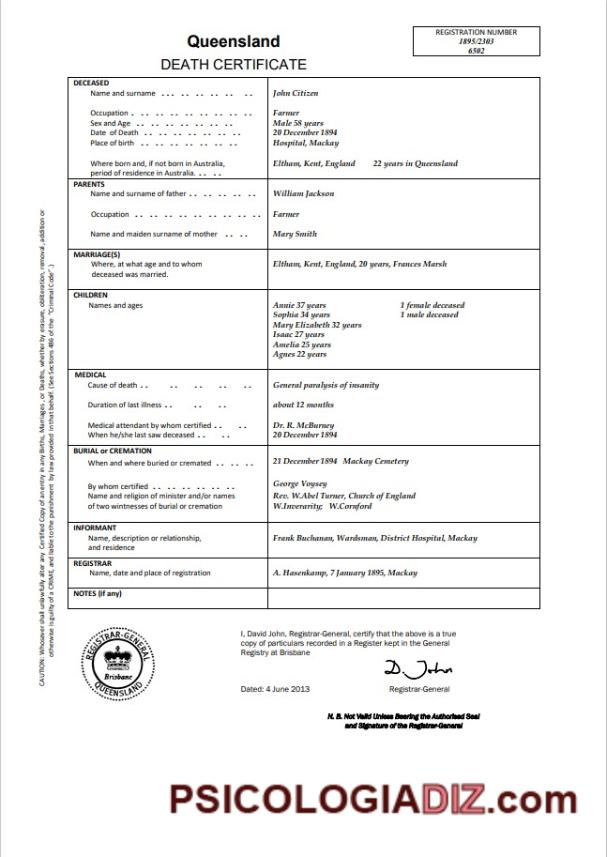 Queensland
DEATH CERTIFICATE
REGISTRATION NUMBER
1895/2303
6502
DECEASED
Name and surname . . . . . . . . . . John Citizen
Occupation . . . . . . . . . . . Farmer
Sex and Age . . . . . . . . . . Male 58 years
Date of Death . . . . . . . . . . 20 December 1894
Place of birth . . . . . . . . . . Hospital, Mackay
Where born and, if not born in Australia, Eltham, Kent, England 22 years in Queensland
period of residence in Australia. . . . .
PARENTS
Name and surname of father . . . . . . William Jackson
Occupation . . . . . . . . . . . . Farmer
Name and maiden surname of mother . . . . Mary Smith
MARRIAGE(S)
Where, at what age and to whom Eltham, Kent, England, 20 years, Frances Marsh
deceased was married.
CHILDREN
Names and ages Annie 37 years 1 female deceased
Sophia 34 years 1 male deceased
Mary Elizabeth 32 years
Isaac 27 years
Amelia 25 years
Agnes 22 years
MEDICAL
Cause of death . . . . . . . . . . General paralysis of insanity
Duration of last illness . . . . . . about 12 months
Medical attendant by whom certified . . . . Dr. R. McBurney
When he/she last saw deceased . . . . 20 December 1894
BURIAL or CREMATION
When and where buried or cremated . . . . . . 21 December 1894 Mackay Cemetery
By whom certified . . . . . . . . . . George Voysey
Name and religion of minister and/or names Rev. W.Abel Turner, Church of England
of two wintnesses of burial or cremation W.Inverarity; W.Cornford
INFORMANT
Name, description or relationship, Frank Buchanan, Wardsman, District Hospital, Mackay
and residence
REGISTRAR
Name, date and place of registration A. Hasenkamp, 7 January 1895, Mackay
NOTES (if any)
CAUTION: Whosoever shall unlawfully alter any Certified Copy of an entry in any Births, Marriages, or Deaths, whether by erasure, obliteration, removal, addition or
otherwise is guilty of a CRIME, and liable to the punishment by law provided in that behalf. (See Sections 486 of the "Criminal Code".)
REGISTRAR-GENERAL
Brisbane
QUEENSLAND
I, David John, Registrar-General, certify that the above is a true
copy of particulars recorded in a Register kept in the General
Registry at Brisbane
D. John
Dated: 4 June 2013 Registrar-General
N. B. Not Valid Unless Bearing the Authorised Seal
and Signature of the Registrar-General
PSICOLOGIADIZ.com